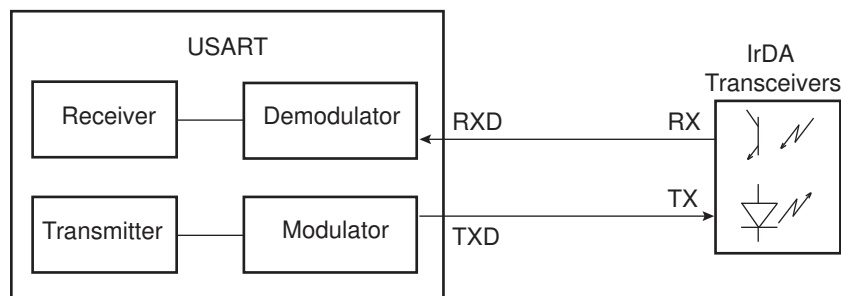 USART
IrDA
Transceivers
Receiver
Demodulator
RXD
RX
Transmitter
Modulator
TXD
TX